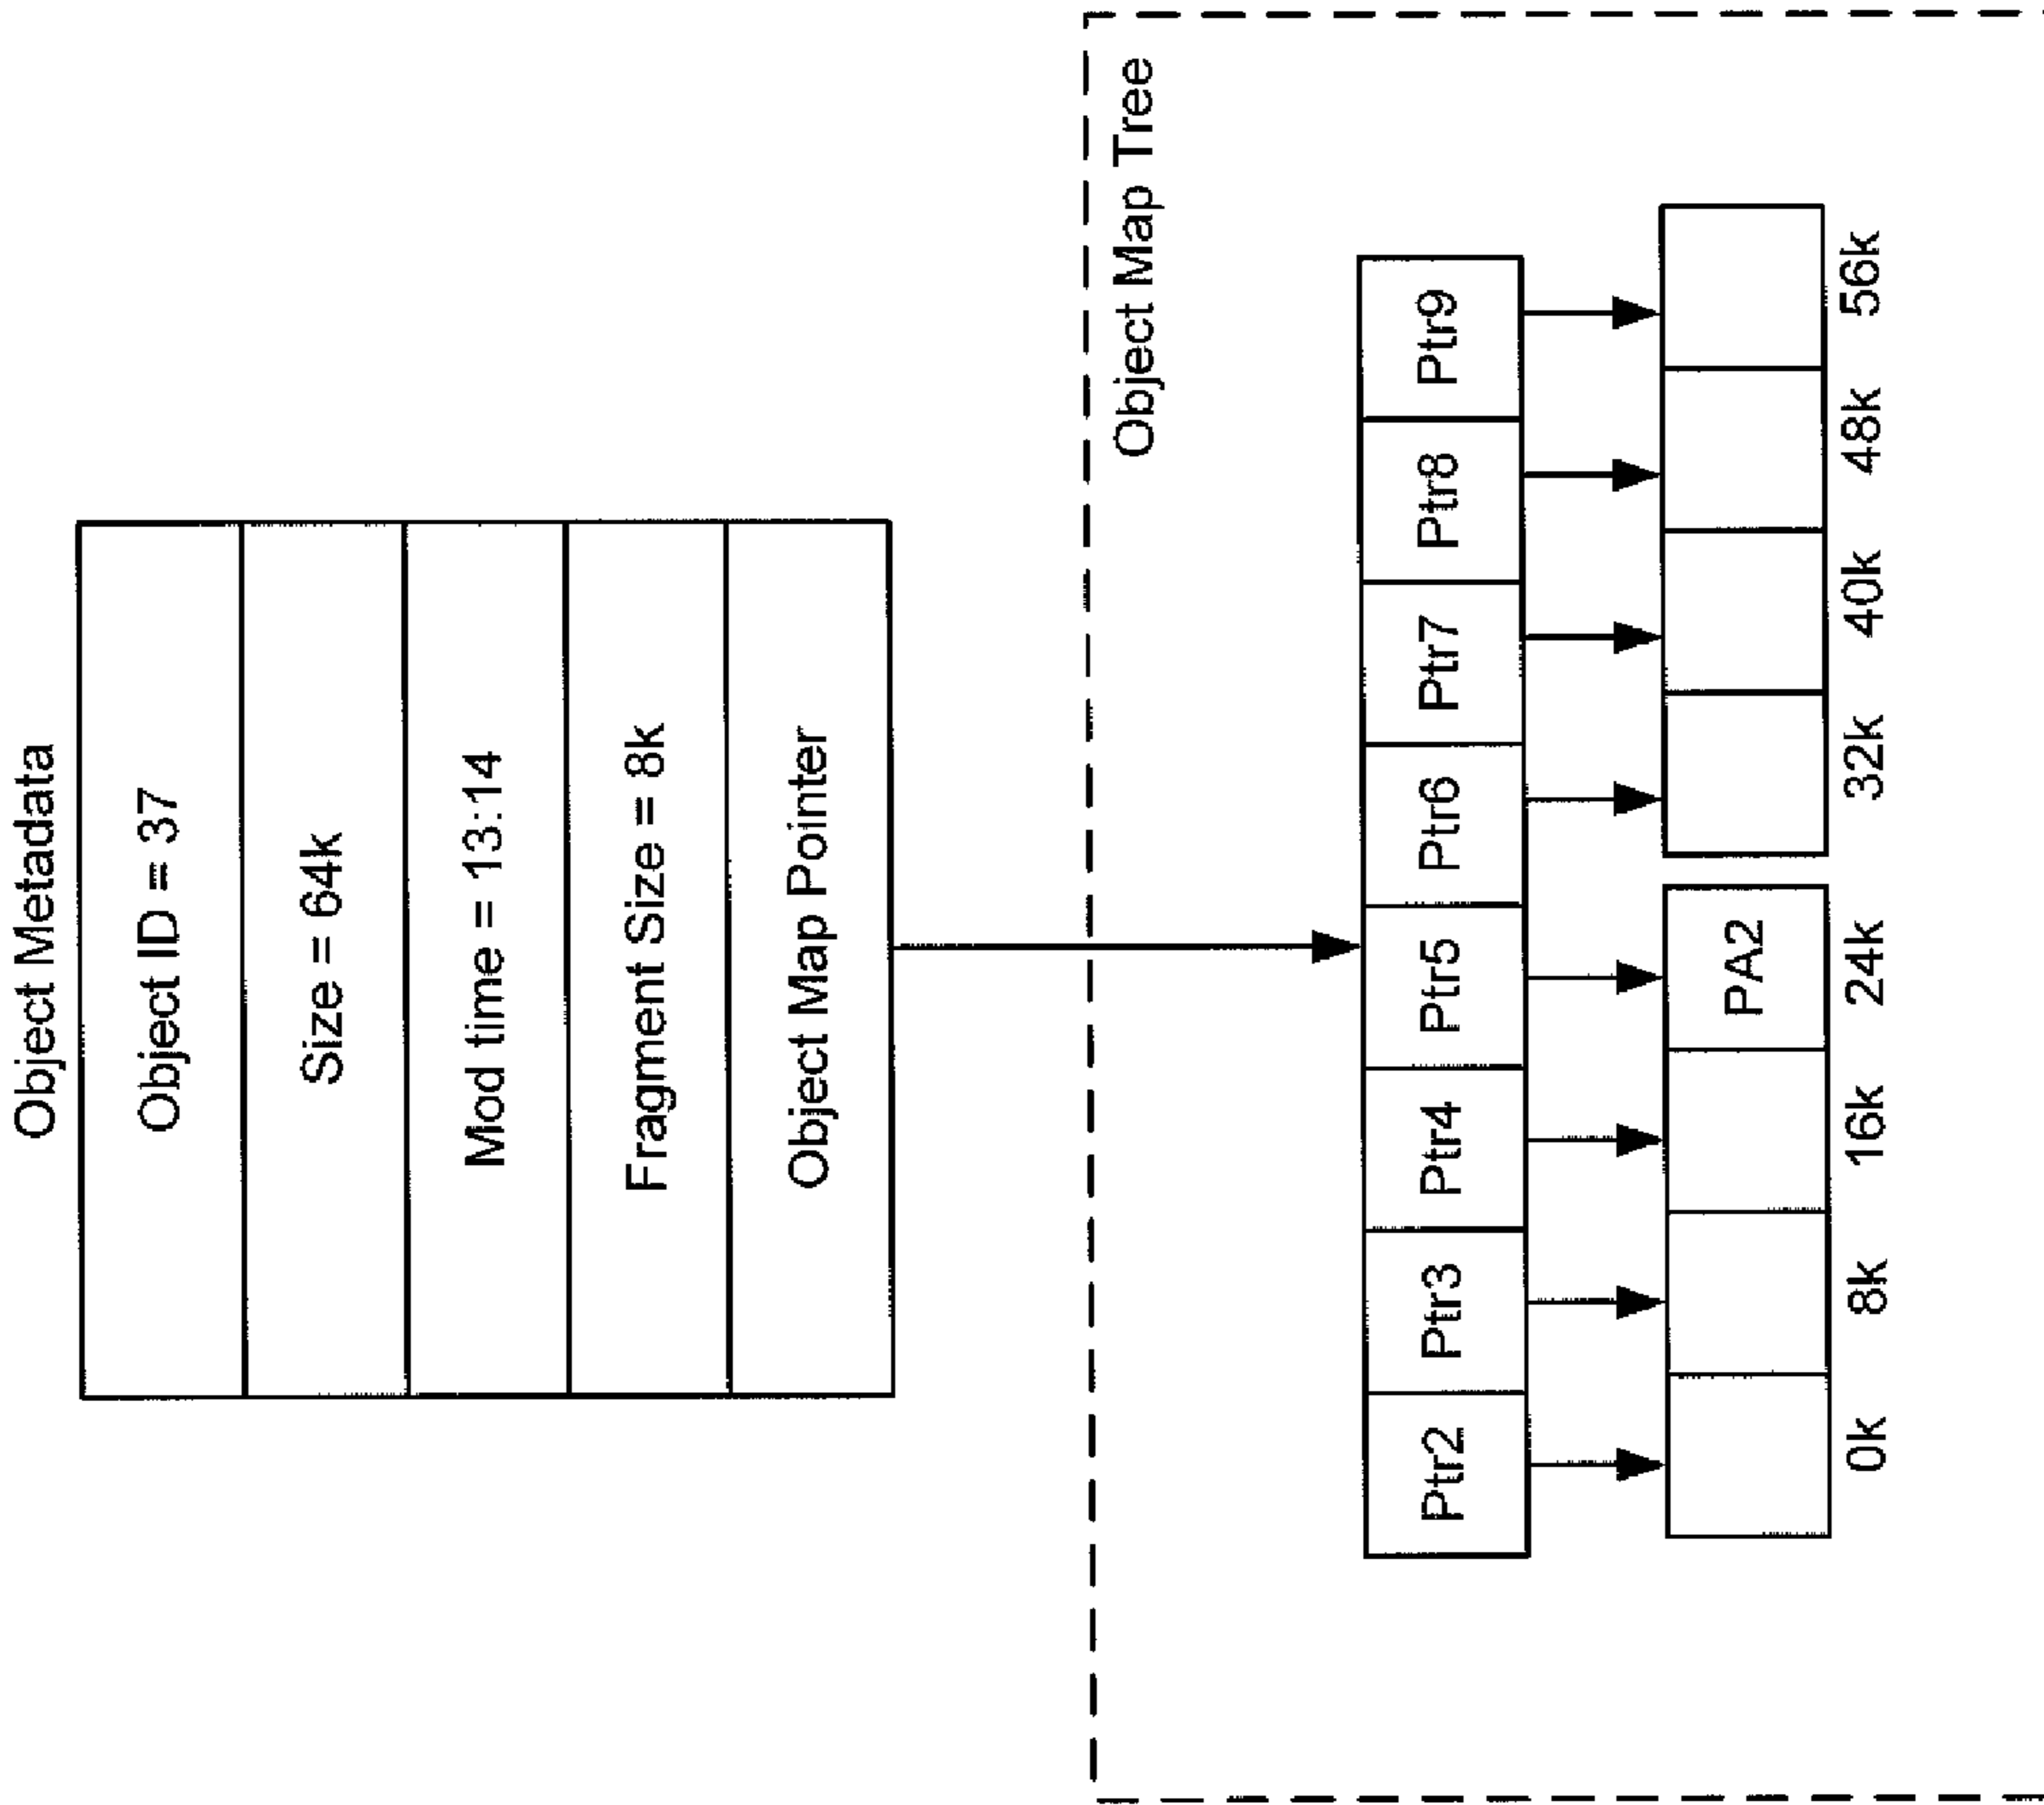 Object Metadata
Object ID = 37
Size = 64k
Mod time = 13:14
Fragment Size = 8k
Object Map Pointer
Object Map Tree
Ptr2 Ptr3 Ptr4 Ptr5 Ptr6 Ptr7 Ptr8 Ptr9
PA2
0k 8k 16k 24k 32k 40k 48k 56k